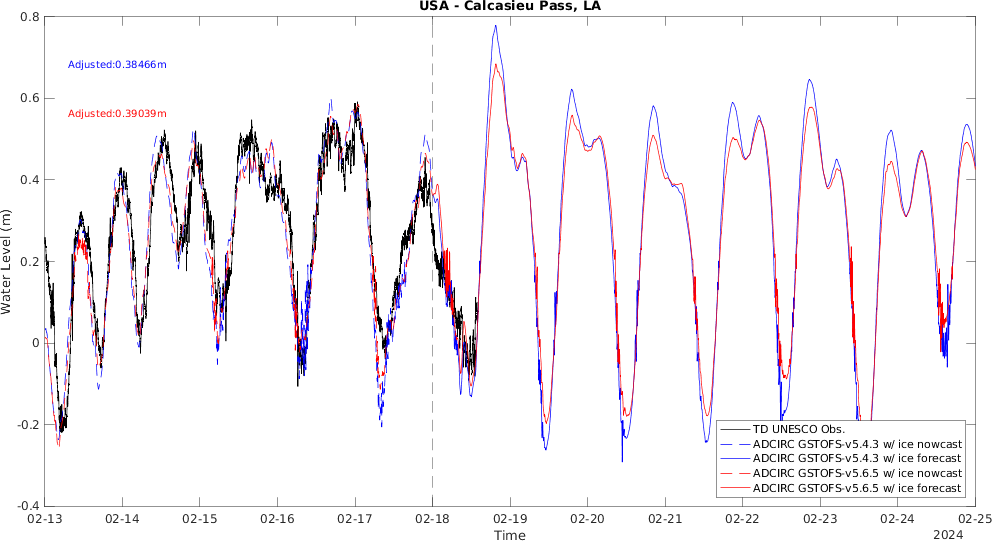 USA - Calcasieu Pass, LA
0.8
0.6
0.4
0.2
0
-0.2
-0.4
Water Level (m)
Adjusted:0.38466m
Adjusted:0.39039m
TD UNESCO Obs.
ADCIRC GSTOFS-v5.4.3 w/ ice nowcast
ADCIRC GSTOFS-v5.4.3 w/ ice forecast
ADCIRC GSTOFS-v5.6.5 w/ ice nowcast
ADCIRC GSTOFS-v5.6.5 w/ ice forecast
02-13 02-14 02-15 02-16 02-17 02-18 02-19 02-20 02-21 02-22 02-23 02-24 02-25
Time
2024